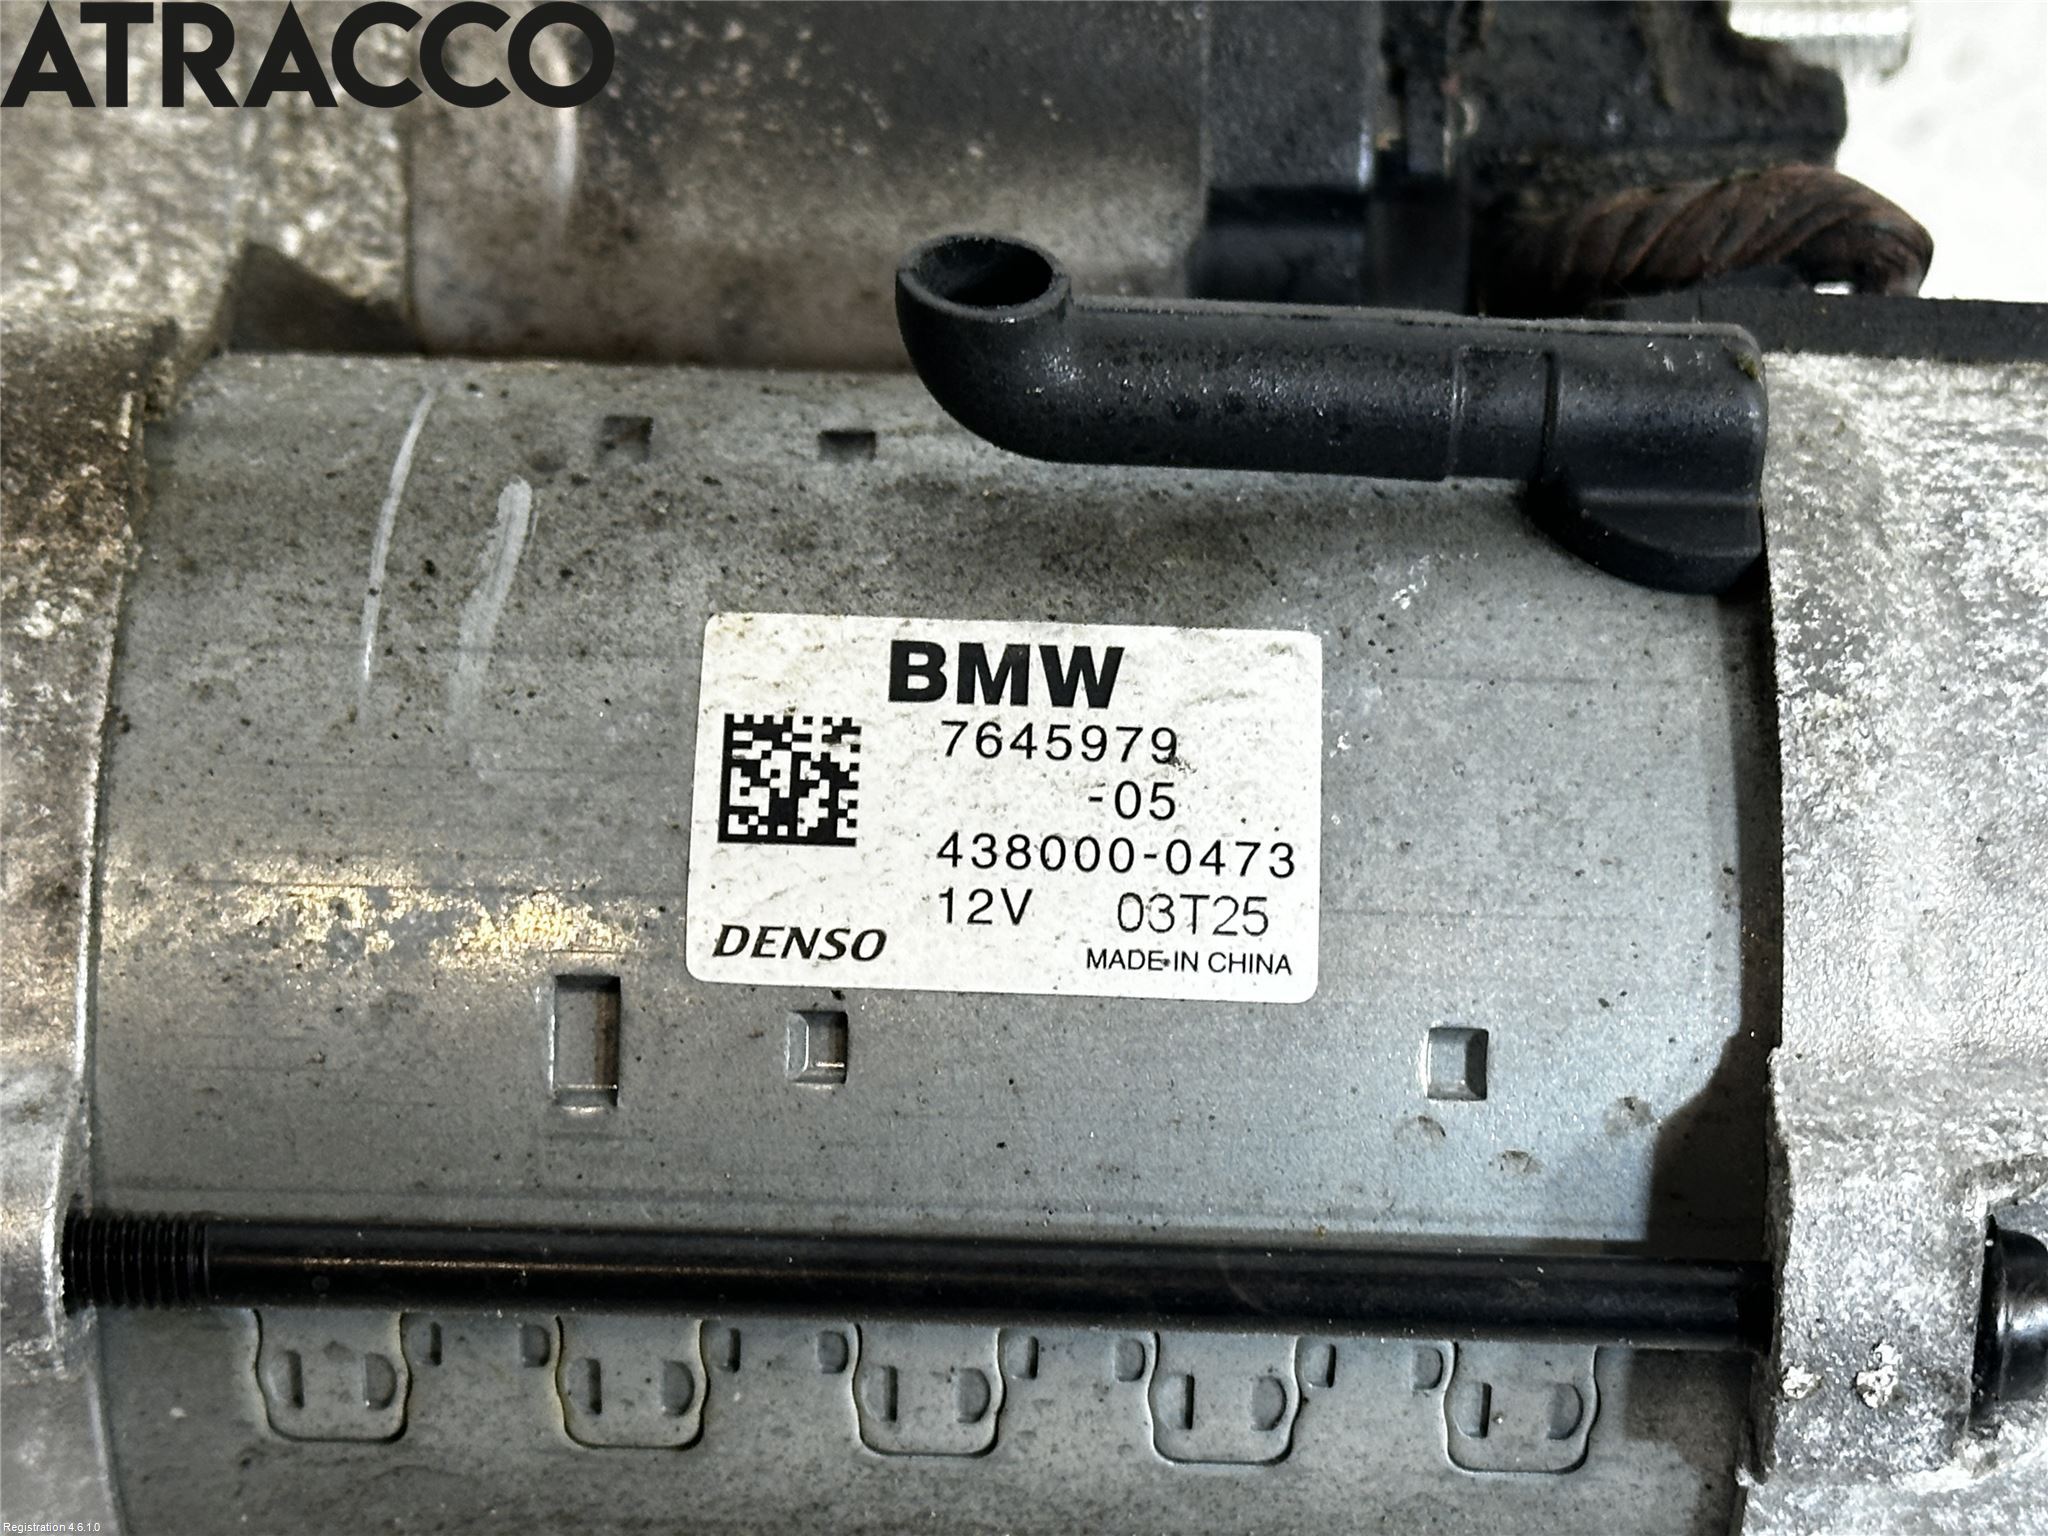 ATRACCO
BMW
7645979
-05
438000-0473
12V 03T25
DENSO
MADE IN CHINA
Registration 4.6.1.0